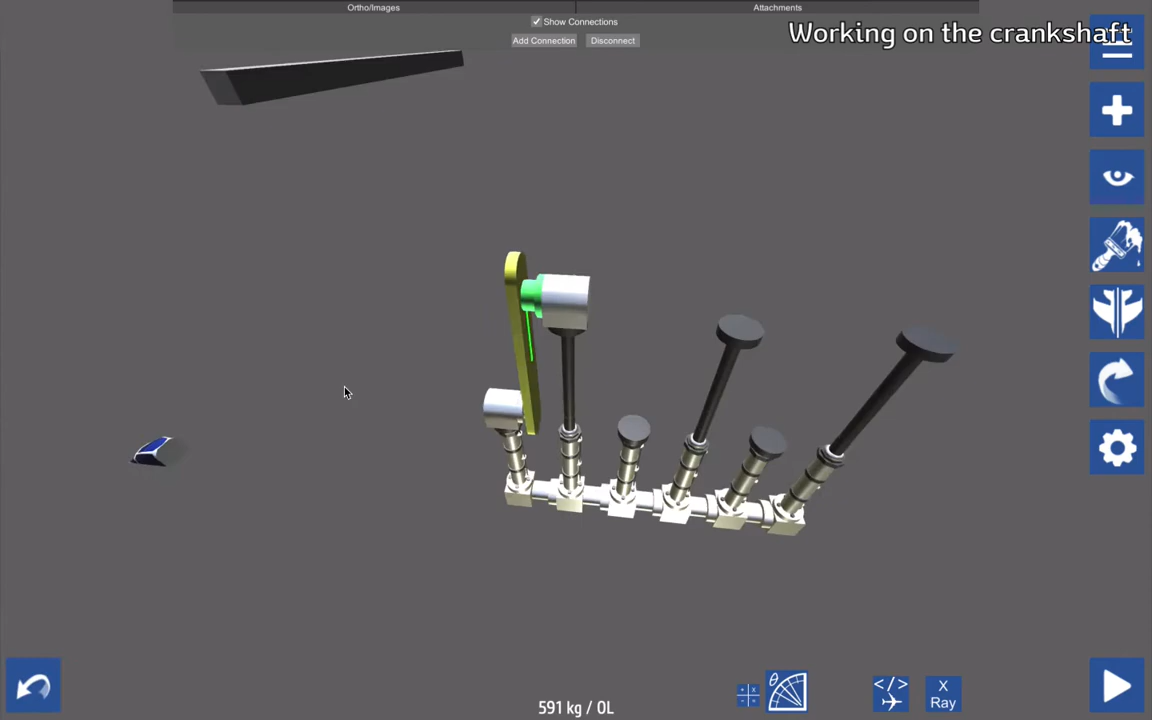 Ortho/Images
Attachments
Show Connections
Add Connection
Disconnect
Working on the crankshaft
591 kg / 0L
θ
</>
X
Ray